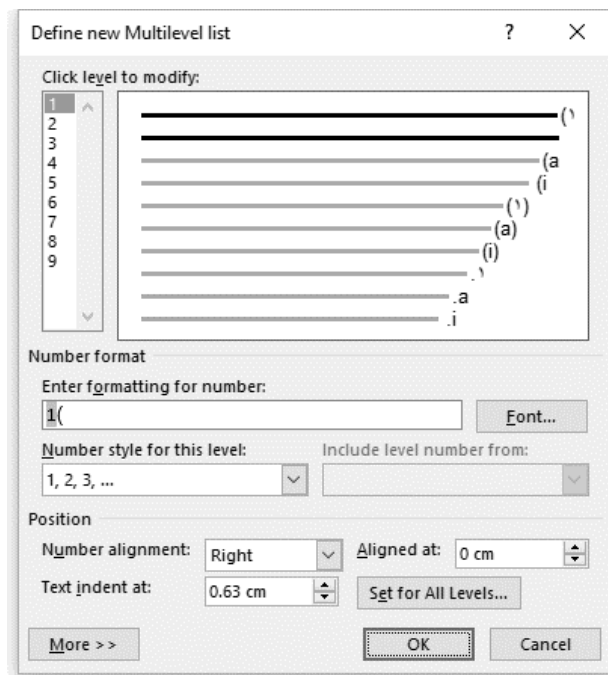 Define new Multilevel list ? X
Click level to modify:
1
2
3
4
5
6
7
8
9
(١
(a
(i
(١)
(a)
(i)
.١
.a
.i
Number format
Enter formatting for number:
1(
Font...
Number style for this level: Include level number from:
1, 2, 3, ...
Position
Number alignment: Right Aligned at: 0 cm
Text indent at: 0.63 cm Set for All Levels...
More >> OK Cancel